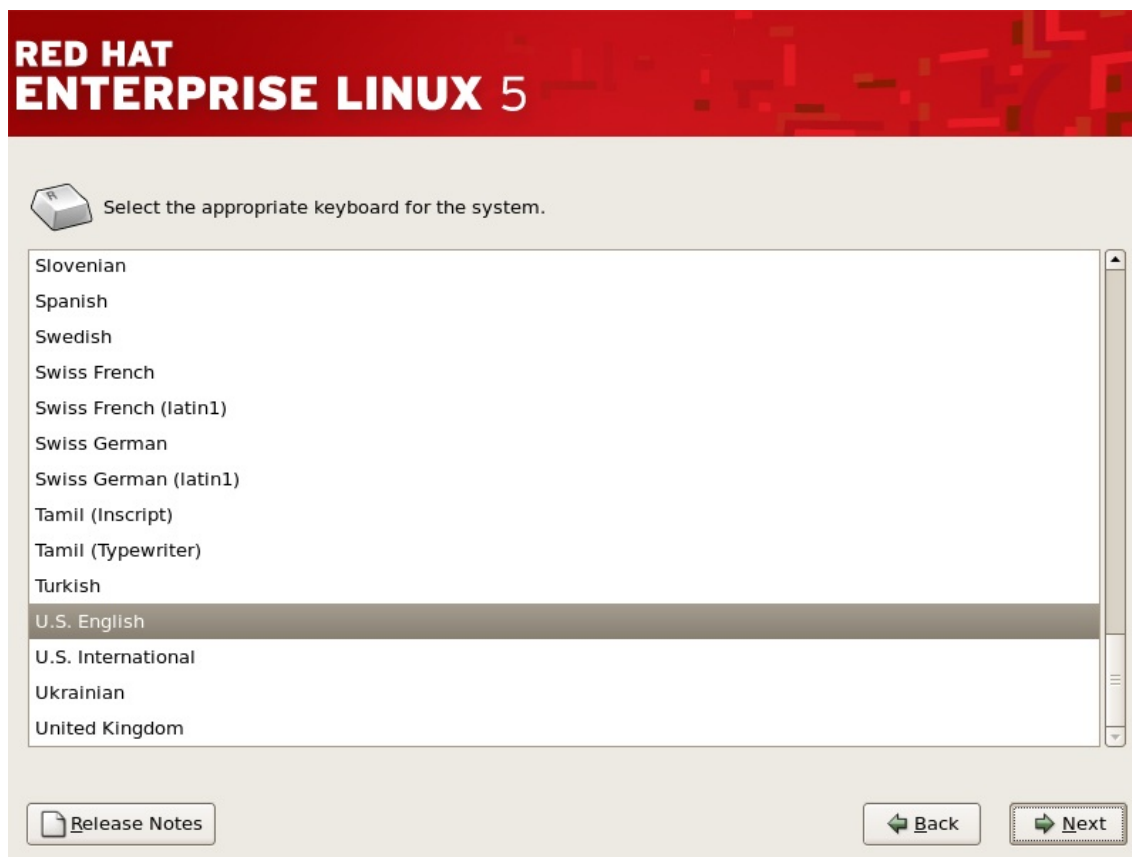 RED HAT
ENTERPRISE LINUX 5
R
Select the appropriate keyboard for the system.
Slovenian
Spanish
Swedish
Swiss French
Swiss French (latin1)
Swiss German
Swiss German (latin1)
Tamil (Inscript)
Tamil (Typewriter)
Turkish
U.S. English
U.S. International
Ukrainian
United Kingdom
Release Notes
Back
Next